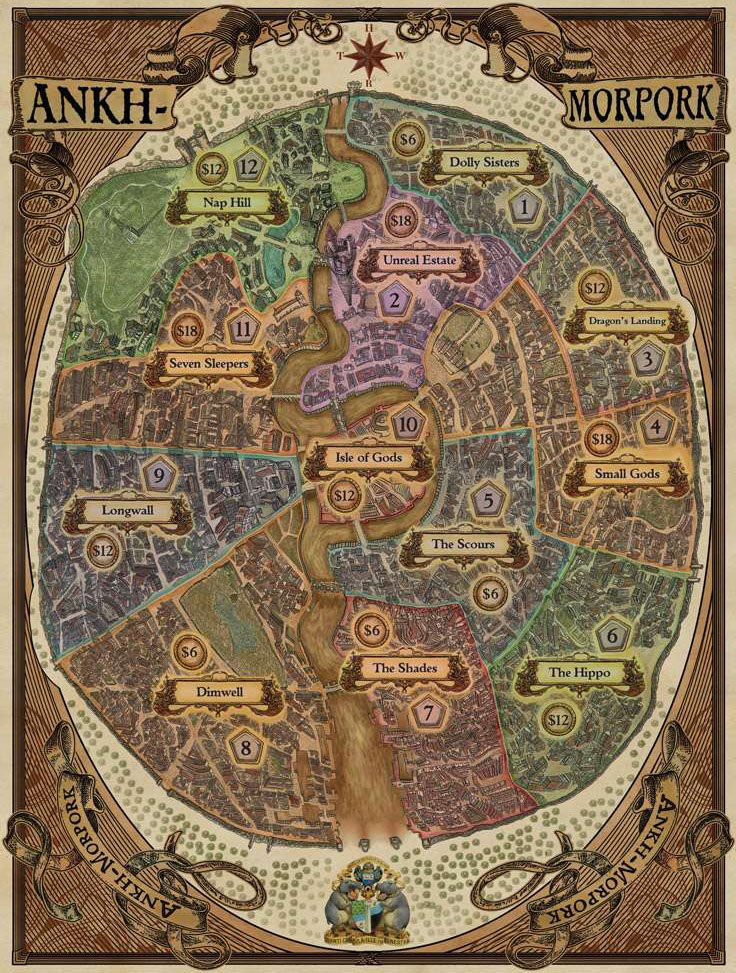 H
T W
R
ANKH-
MORPORK
$6
Dolly Sisters
1
$12 12
Nap Hill
$18
Unreal Estate
2
$12
Dragon's Landing
3
$18 11
Seven Sleepers
10
Isle of Gods
$12
4
$18
Small Gods
9
Longwall
$12
5
The Scours
$6
6
The Hippo
$12
$6
The Shades
7
$6
Dimwell
8
ANKH-MORPORK
ANKH-MORPORK